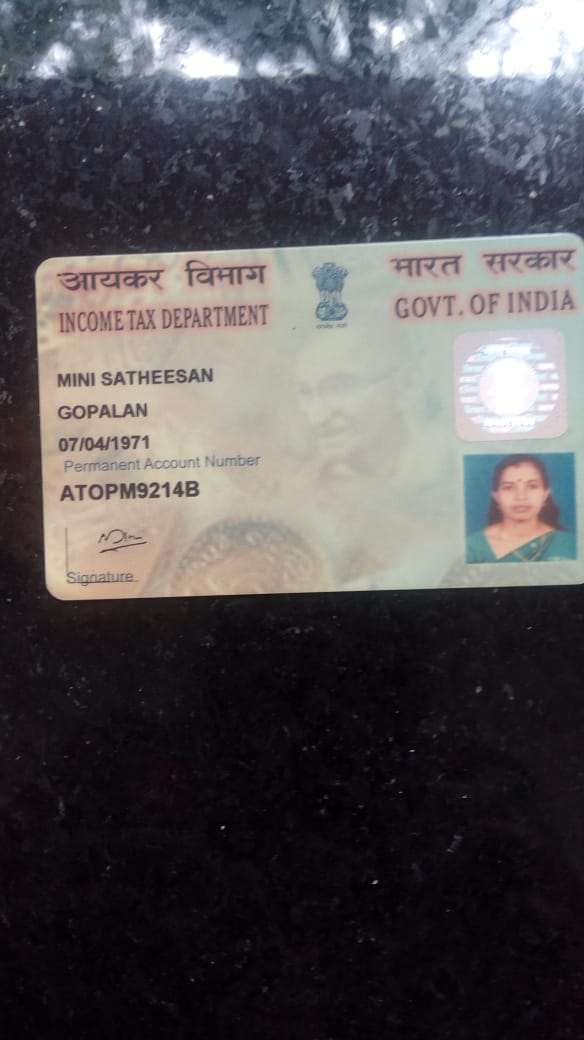 आयकर विभाग
INCOME TAX DEPARTMENT
भारत सरकार
GOVT. OF INDIA
MINI SATHEESAN
GOPALAN
07/04/1971
Permanent Account Number
ATOPM9214B
Signature